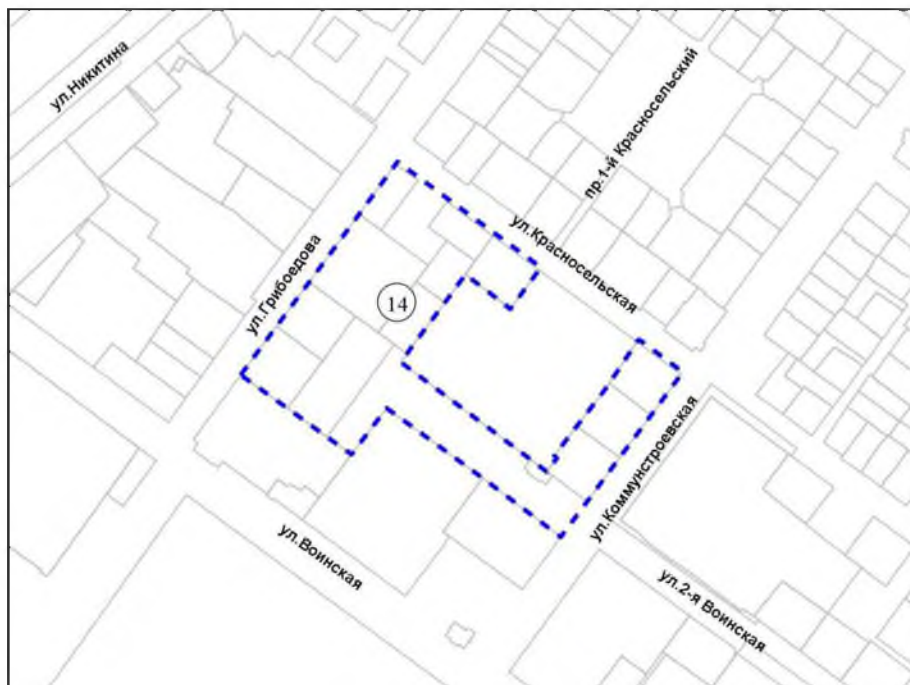 ул.Никитина
пр.1-й Красносельский
ул.Красносельская
ул.Грибоедова
14
ул.Коммунстроевская
ул.Воинская
ул.2-я Воинская